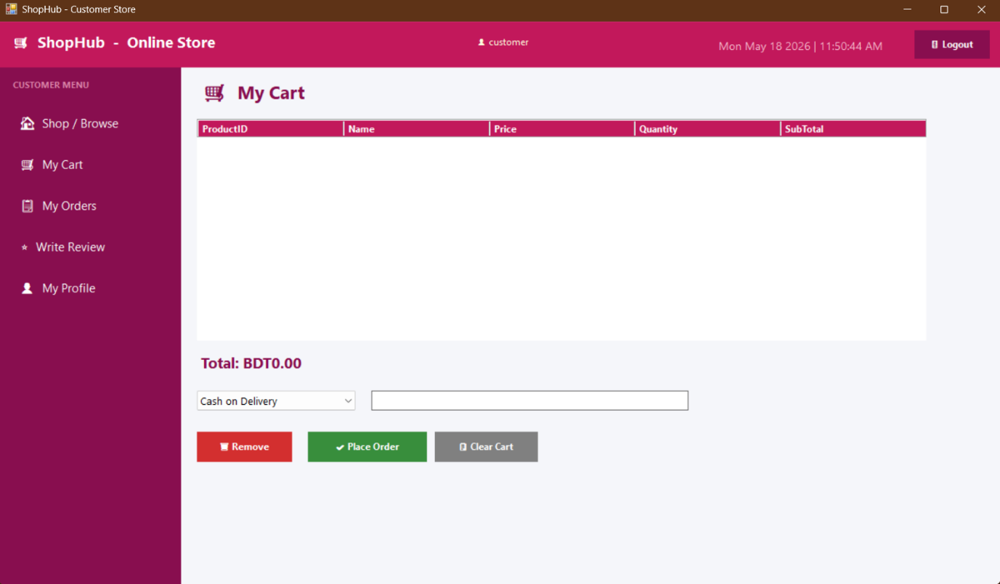 ShopHub - Customer Store
ShopHub - Online Store
customer
Mon May 18 2026 | 11:50:44 AM
Logout
CUSTOMER MENU
Shop / Browse
My Cart
My Orders
Write Review
My Profile
My Cart
ProductID Name Price Quantity SubTotal
Total: BDT0.00
Cash on Delivery
Remove Place Order Clear Cart